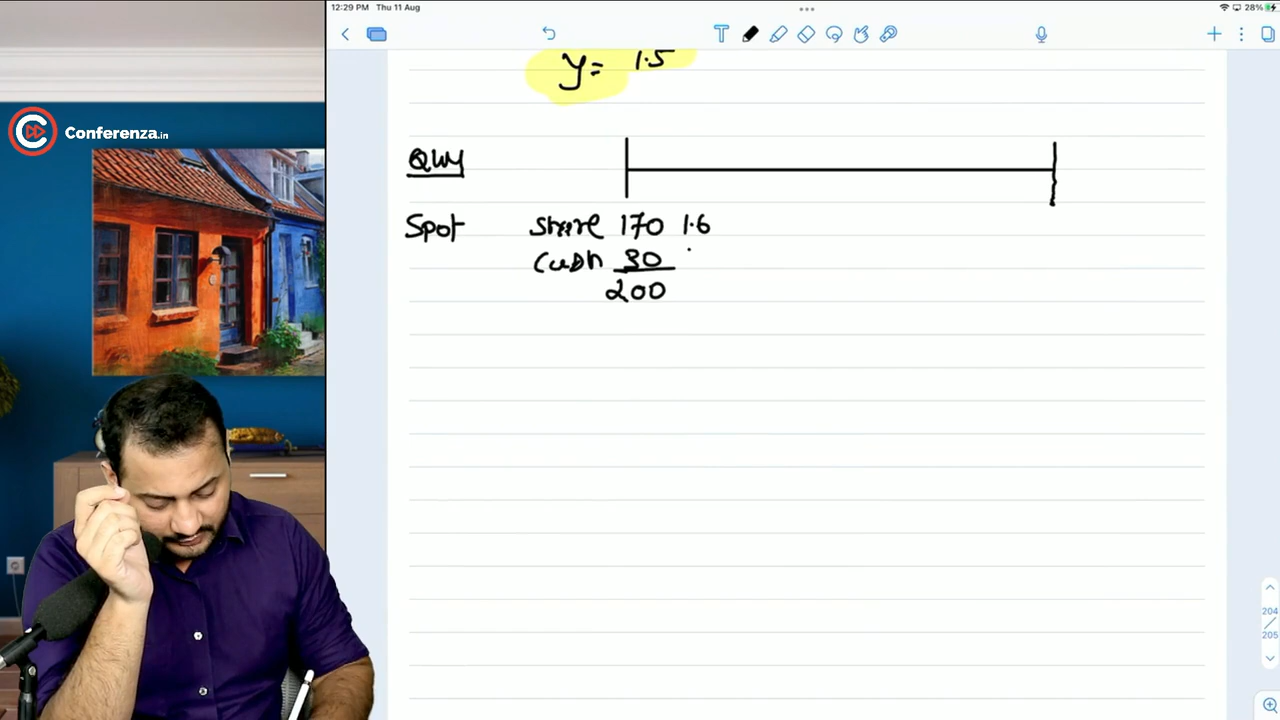 12:29 PM Thu 11 Aug
28%
y = 1.5
Conferenza.in
Spot Share 170 1.6
Cash 30
200
204
205